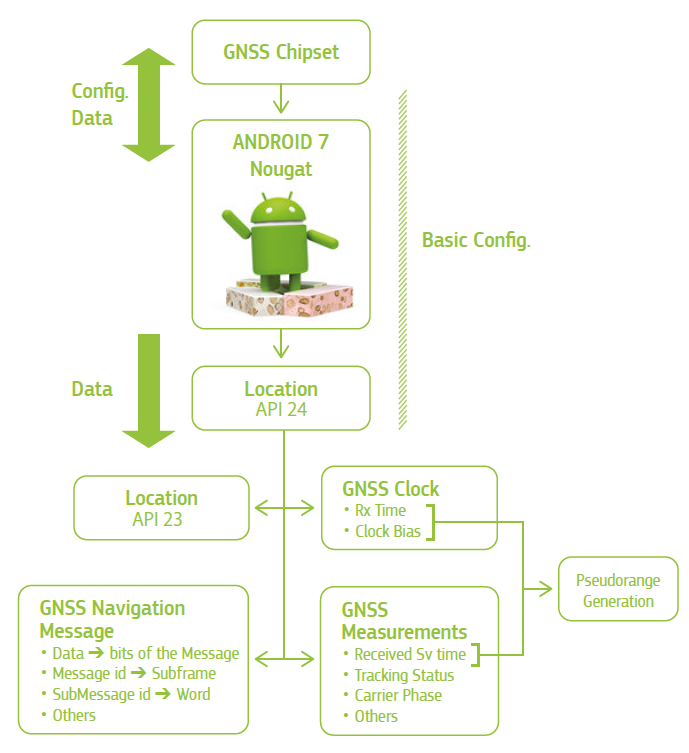 GNSS Chipset
Config.
Data
ANDROID 7
Nougat
Basic Config.
Data
Location
API 24
Location
API 23
GNSS Clock
• Rx Time
• Clock Bias
Pseudorange
Generation
GNSS Navigation
Message
• Data ➔ bits of the Message
• Message id ➔ Subframe
• SubMessage id ➔ Word
• Others
GNSS
Measurements
• Received Sv time
• Tracking Status
• Carrier Phase
• Others